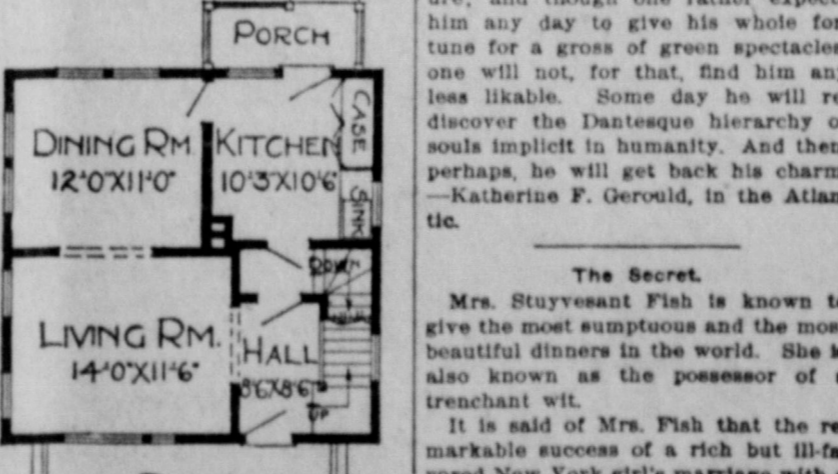 PORCH
DINING RM
12'-0"X11'-0"
KITCHEN
10'-3"X10'-6"
CASE
SINK
DOWN
LIVING RM.
14'-0"X11'-6"
HALL
8'6"X8'6"
UP
him any day to give his whole for
tune for a gross of green spectacles
one will not, for that, find him any
less likable. Some day he will re
discover the Dantesque hierarchy o
souls implicit in humanity. And then
perhaps, he will get back his charm
—Katherine F. Gerould, in the Atlan
tic.
The Secret.
Mrs. Stuyvesant Fish is known to
give the most sumptuous and the mos
beautiful dinners in the world. She
also known as the possessor of
trenchant wit.
It is said of Mrs. Fish that the re
markable success of a rich but ill-fa